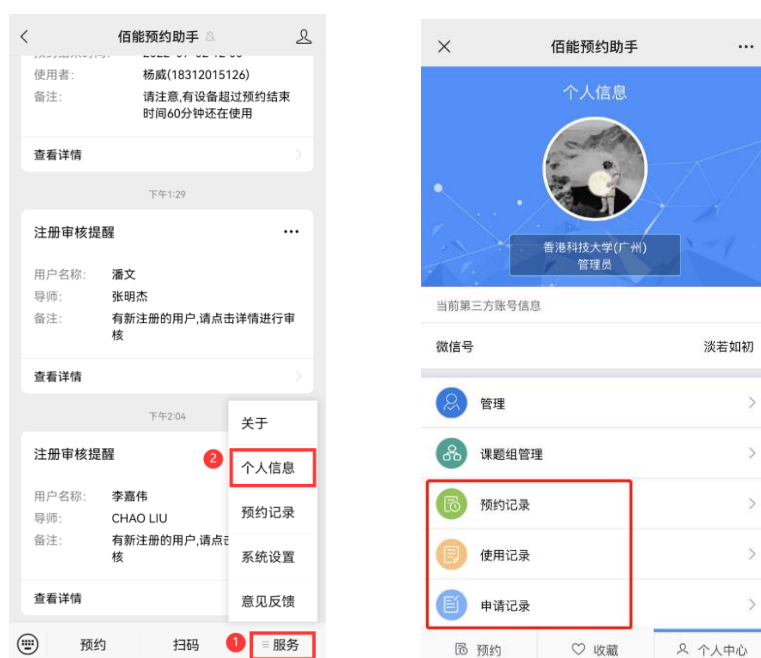 佰能预约助手
使用者:
杨威(18312015126)
备注:
请注意,有设备超过预约结束
时间60分钟还在使用
查看详情
下午1:29
注册审核提醒
用户名称:
潘文
导师:
张明杰
备注:
有新注册的用户,请点击详情进行审
核
查看详情
下午2:04
注册审核提醒
用户名称:
李嘉伟
导师:
CHAO LIU
备注:
有新注册的用户,请点
核
查看详情
关于
2
个人信息
预约记录
系统设置
意见反馈
预约
扫码
1
服务
佰能预约助手
个人信息
香港科技大学(广州)
管理员
当前第三方账号信息
微信号
淡若如初
管理
课题组管理
预约记录
使用记录
申请记录
预约
收藏
个人中心